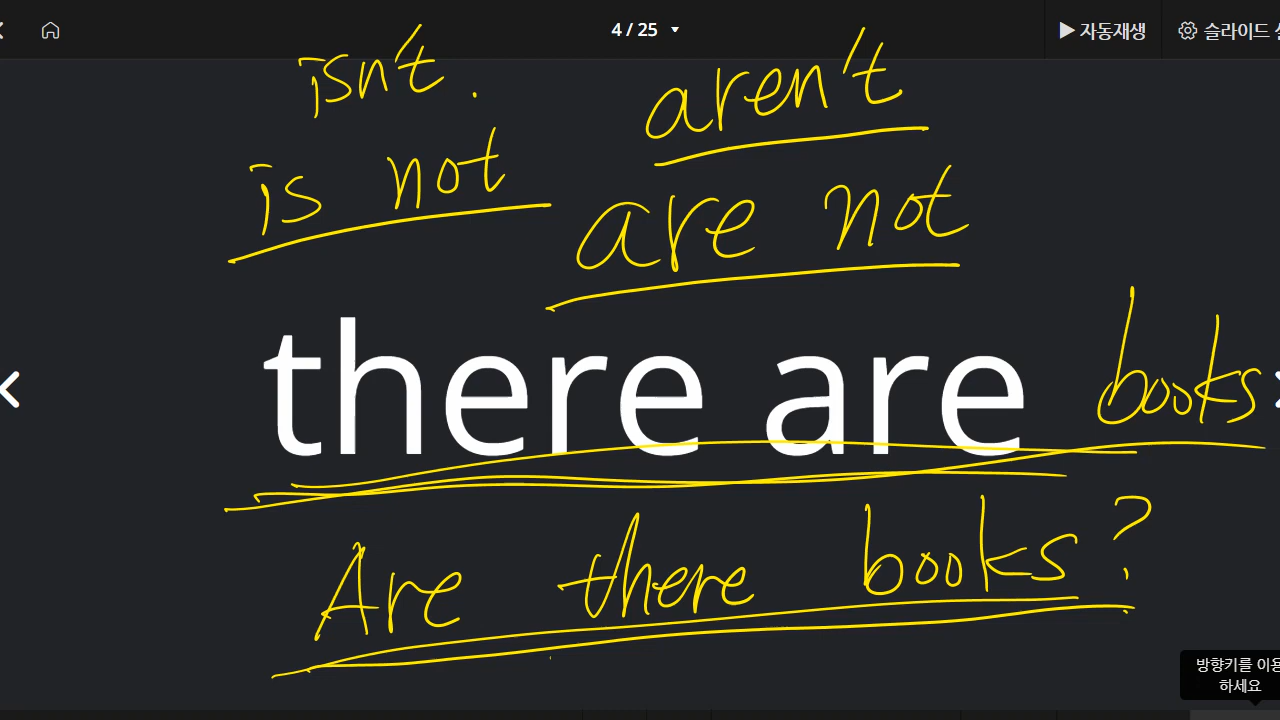 4 / 25 자동재생 슬라이드
isn't. aren't
is not are not
there are books
Are there books?
방향키를 이용
하세요